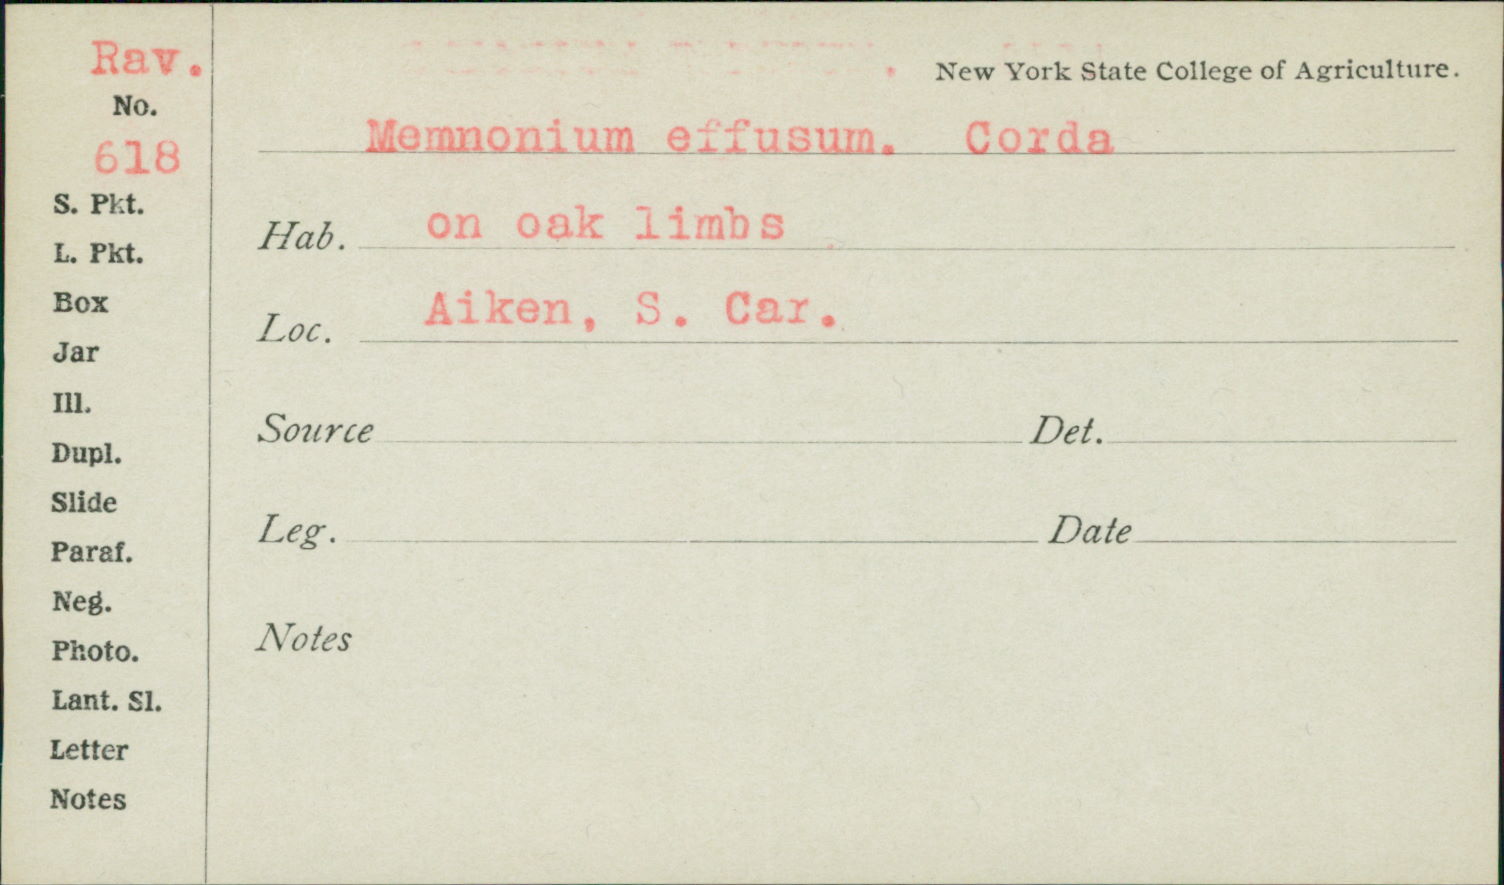 Rav.
No.
618
S. Pkt.
L. Pkt.
Box
Jar
Ill.
Dupl.
Slide
Paraf.
Neg.
Photo.
Lant. Sl.
Letter
Notes
New York State College of Agriculture.
Memnonium effusum. Corda
Hab. on oak limbs
Loc. Aiken, S. Car.
Source Det.
Leg. Date
Notes